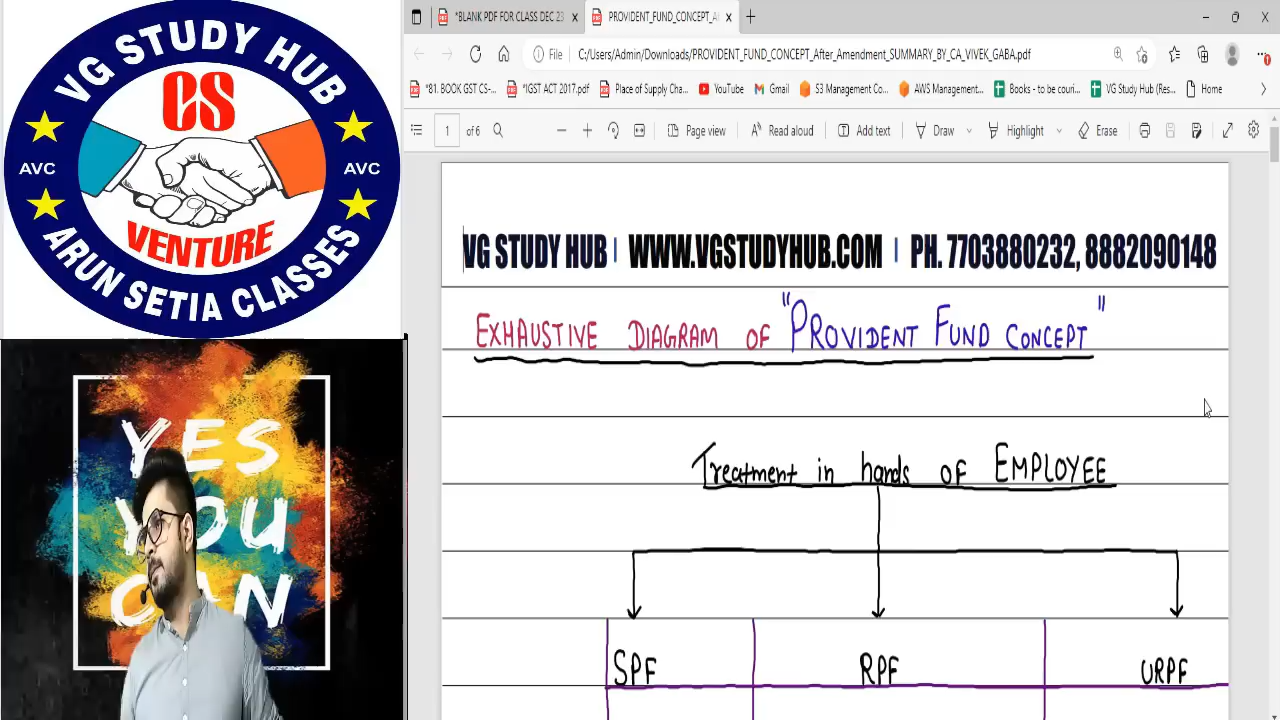 VG STUDY HUB
CS
AVC
AVC
VENTURE
ARUN SETIA CLASSES
YES
YOU
CAN
*BLANK PDF FOR CLASS DEC 23
PROVIDENT_FUND_CONCEPT_A
File
C:/Users/Admin/Downloads/PROVIDENT_FUND_CONCEPT_After_Amendment_SUMMARY_BY_CA_VIVEK_GABA.pdf
*81. BOOK GST CS-...
*IGST ACT 2017.pdf
Place of Supply Cha...
YouTube
Gmail
S3 Management Co...
AWS Management...
Books - to be couri...
VG Study Hub (Res...
Home
1 of 6
Page view
Read aloud
Add text
Draw
Highlight
Erase
VG STUDY HUB | WWW.VGSTUDYHUB.COM | PH. 7703880232, 8882090148
EXHAUSTIVE DIAGRAM OF "PROVIDENT FUND CONCEPT"
Treatment in hands of EMPLOYEE
SPF RPF URPF